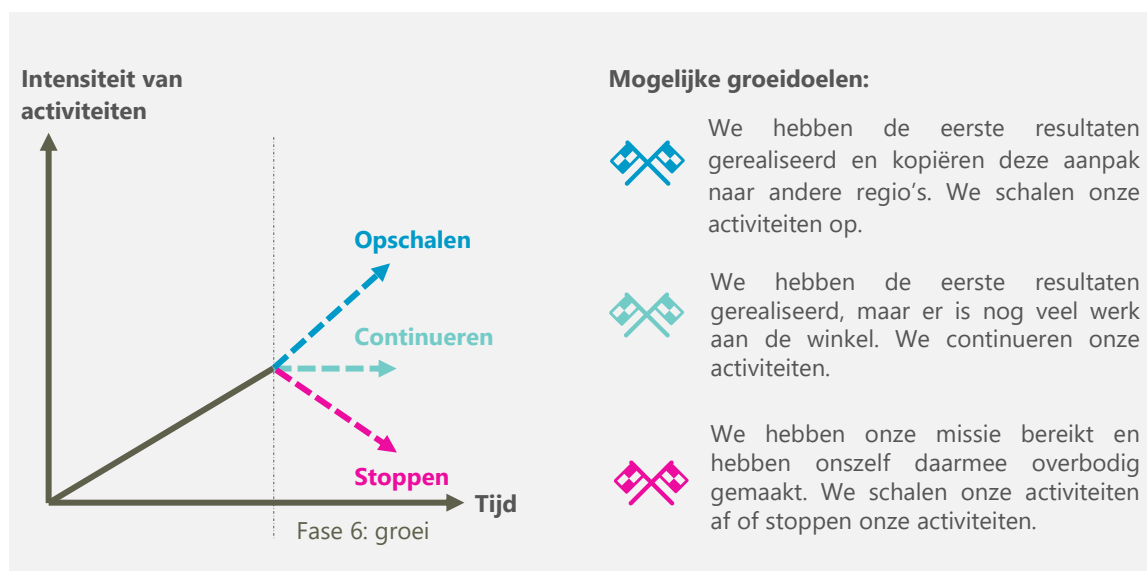 Intensiteit van
activiteiten
Opschalen
Continueren
Stoppen
Tijd
Fase 6: groei
Mogelijke groeidoelen:
We hebben de eerste resultaten
gerealiseerd en kopiëren deze aanpak
naar andere regio's. We schalen onze
activiteiten op.
We hebben de eerste resultaten
gerealiseerd, maar er is nog veel werk
aan de winkel. We continueren onze
activiteiten.
We hebben onze missie bereikt en
hebben onszelf daarmee overbodig
gemaakt. We schalen onze activiteiten
af of stoppen onze activiteiten.